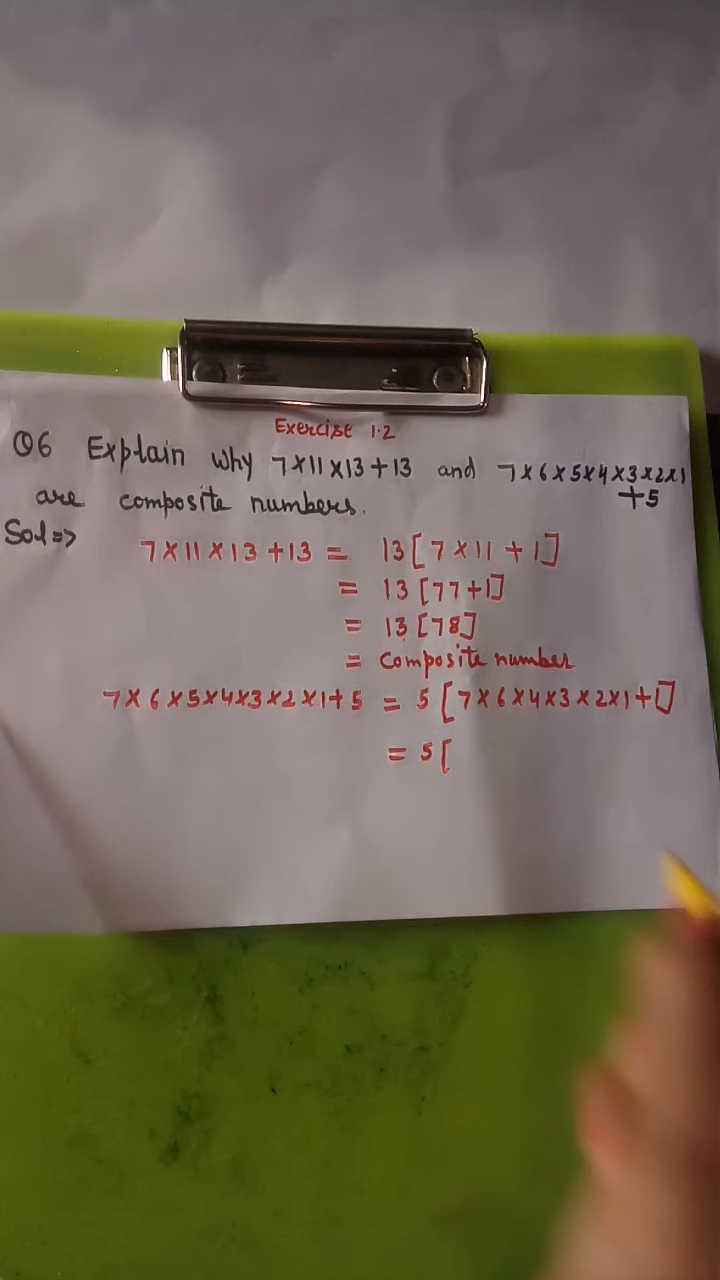 Exercise 1.2
Q6 Explain why 7×11×13+13 and 7×6×5×4×3×2×1
+5
are composite numbers.
Sol=>
7×11×13+13 = 13[7×11+1]
= 13[77+1]
= 13[78]
= Composite number
7×6×5×4×3×2×1+5 = 5[7×6×4×3×2×1+1]
= 5[